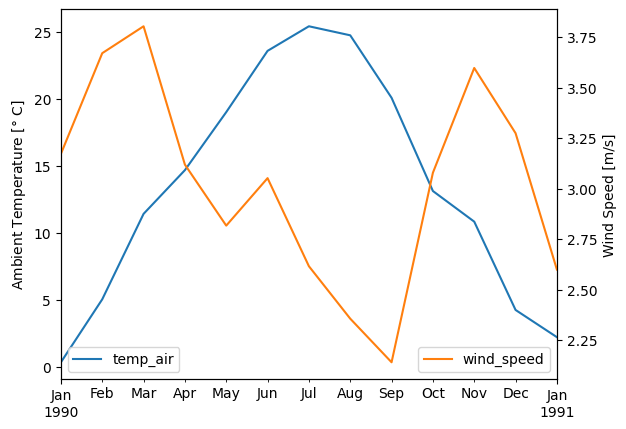 25
20
15
10
5
0
Ambient Temperature [° C]
3.75
3.50
3.25
3.00
2.75
2.50
2.25
Wind Speed [m/s]
temp_air
wind_speed
Jan Feb Mar Apr May Jun Jul Aug Sep Oct Nov Dec Jan
1990 1991